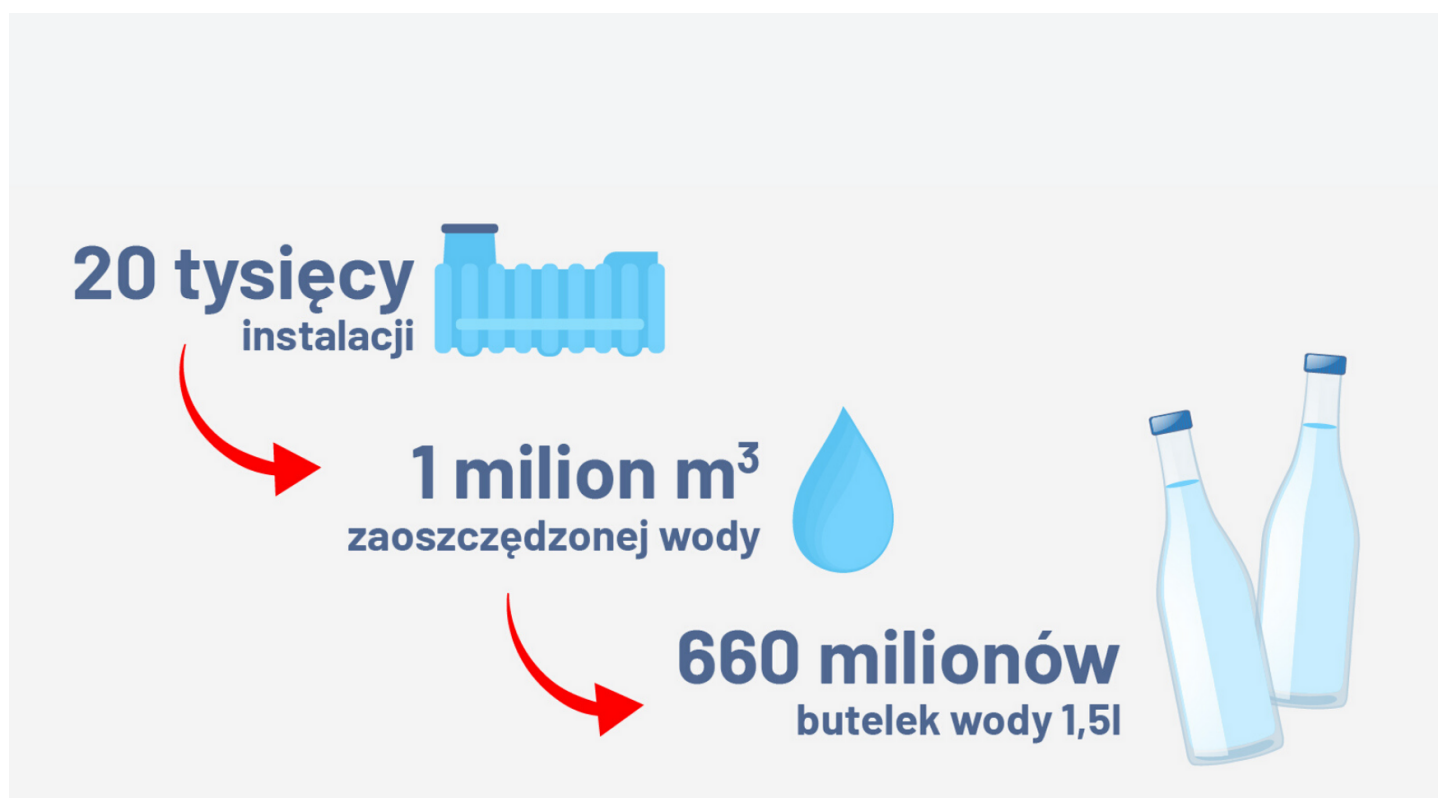 20 tysięcy
instalacji
1 milion m³
zaoszczędzonej wody
660 milionów
butelek wody 1,5l